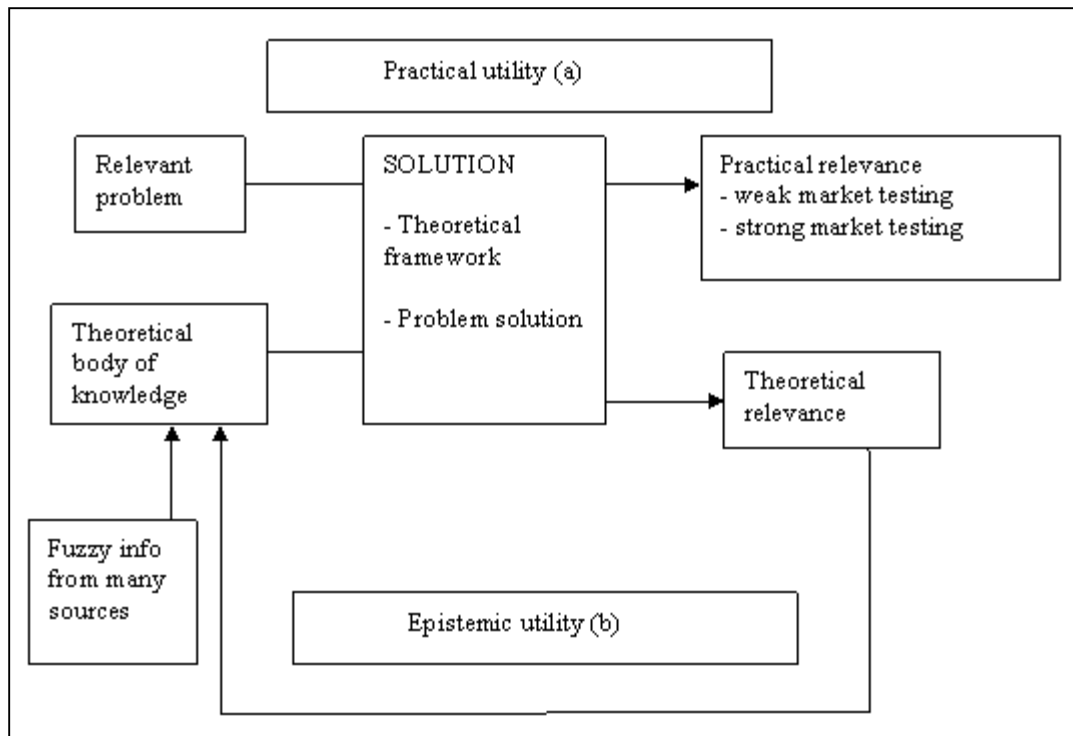 Practical utility (a)
Relevant
problem
SOLUTION
- Theoretical
framework
- Problem solution
Practical relevance
- weak market testing
- strong market testing
Theoretical
body of
knowledge
Theoretical
relevance
Fuzzy info
from many
sources
Epistemic utility (b)